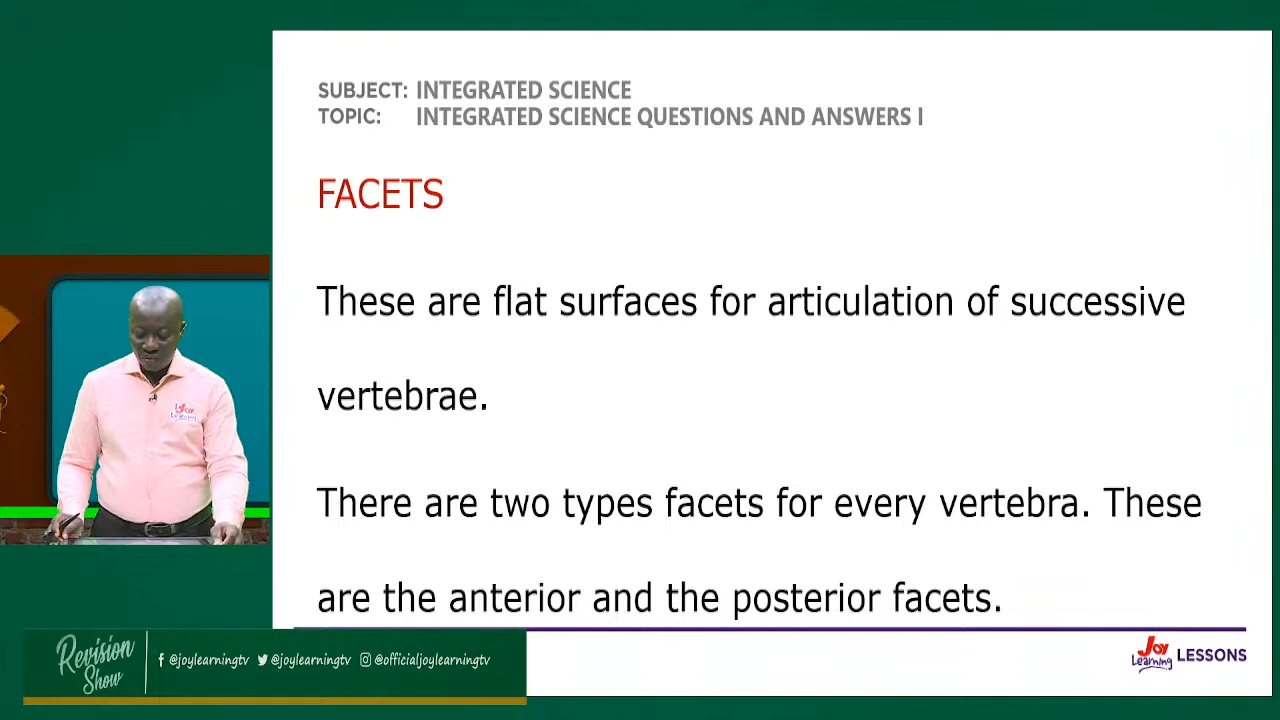 SUBJECT: INTEGRATED SCIENCE
TOPIC: INTEGRATED SCIENCE QUESTIONS AND ANSWERS I
FACETS
These are flat surfaces for articulation of successive
vertebrae.
There are two types facets for every vertebra. These
are the anterior and the posterior facets.
Joy Learning
Revision Show
@joylearningtv @joylearningtv @officialjoylearningtv
Joy Learning LESSONS